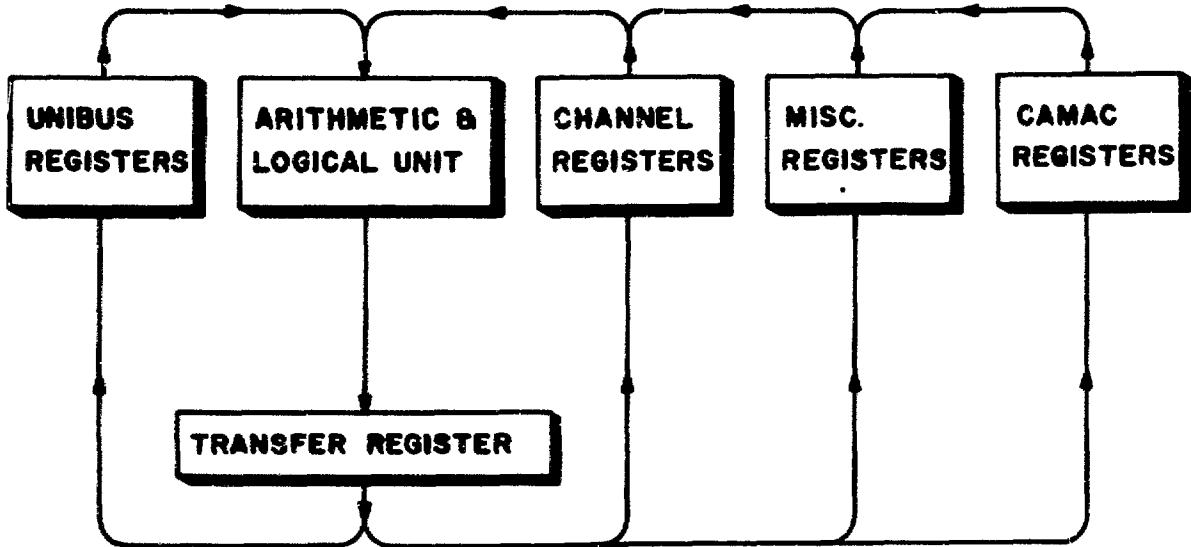 UNIBUS
REGISTERS
ARITHMETIC &
LOGICAL UNIT
CHANNEL
REGISTERS
MISC.
REGISTERS
CAMAC
REGISTERS
TRANSFER REGISTER